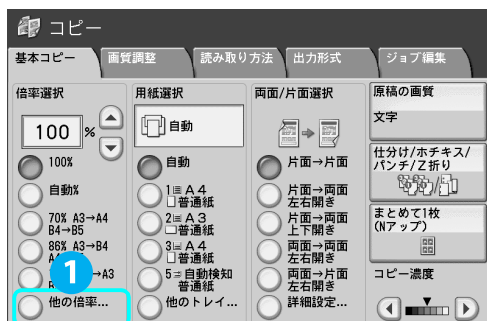 コピー
基本コピー 画質調整 読み取り方法 出力形式 ジョブ編集
倍率選択
100 %
100%
自動%
70% A3→A4
B4→B5
86% A3→B4
→A3
他の倍率...
1
用紙選択
自動
自動
1 A4
普通紙
2 A3
普通紙
3 A4
普通紙
5 自動検知
普通紙
他のトレイ...
両面/片面選択
片面→片面
片面→両面
左右開き
片面→両面
上下開き
両面→両面
左右開き
両面→片面
左右開き
詳細設定...
原稿の画質
文字
仕分け/ホチキス/
パンチ/Z折り
まとめて1枚
(Nアップ)
コピー濃度